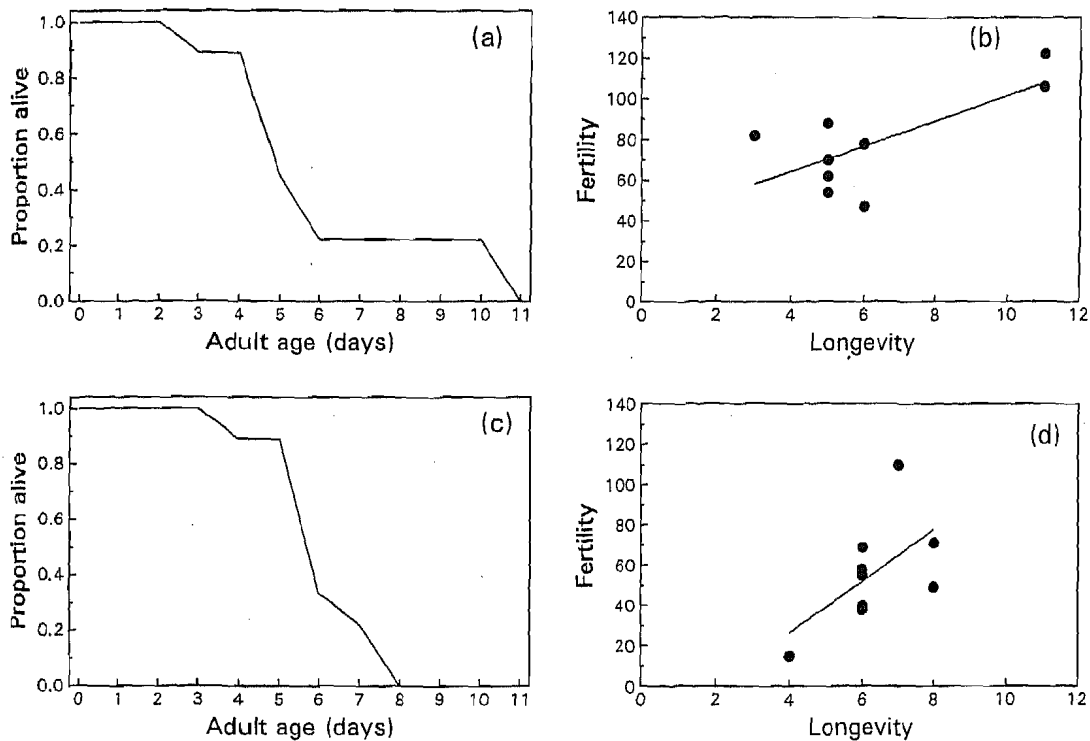 (a)
Proportion alive
1.0
0.8
0.6
0.4
0.2
0.0
0 1 2 3 4 5 6 7 8 9 10 11
Adult age (days)
(b)
Fertility
140
120
100
80
60
40
20
0
0 2 4 6 8 10 12
Longevity
(c)
Proportion alive
1.0
0.8
0.6
0.4
0.2
0.0
0 1 2 3 4 5 6 7 8 9 10 11
Adult age (days)
(d)
Fertility
140
120
100
80
60
40
20
0
0 2 4 6 8 10 12
Longevity